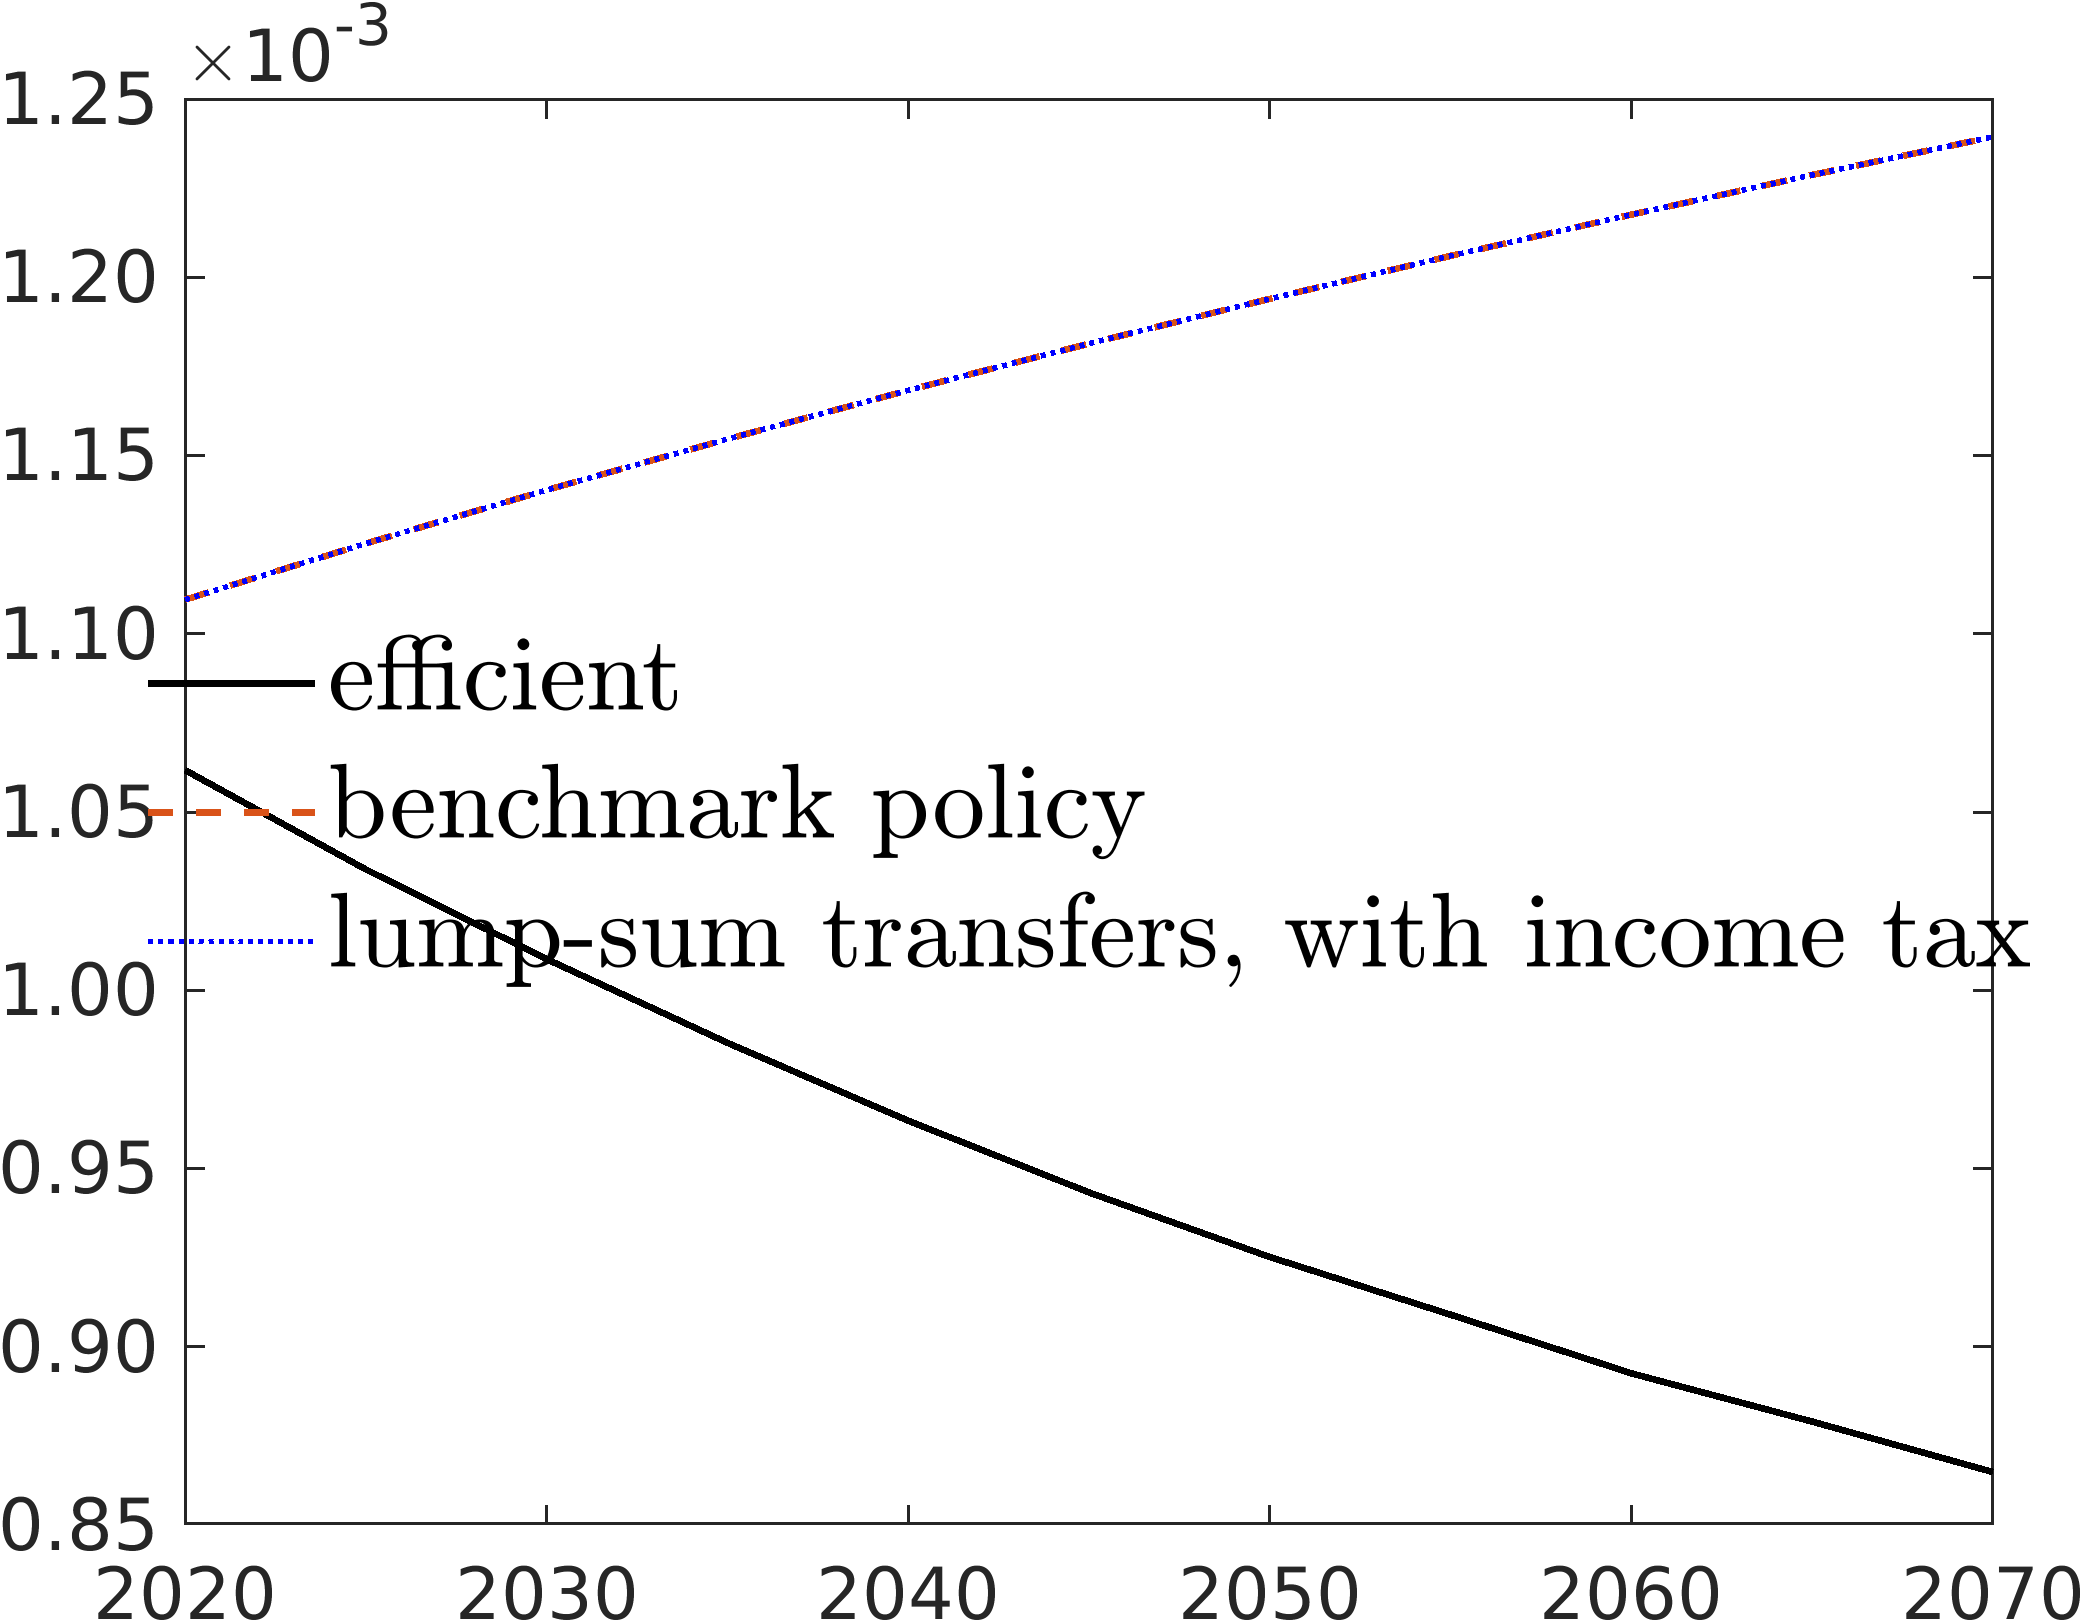 ×10-3
1.25
1.20
1.15
1.10
efficient
1.05 benchmark policy
lump-sum transfers, with income tax
1.00
0.95
0.90
0.85
2020 2030 2040 2050 2060 2070